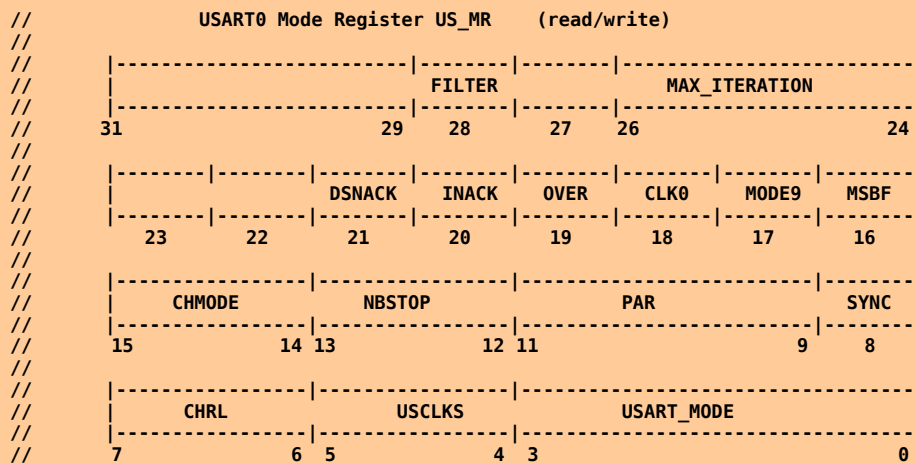 //             USART0 Mode Register US_MR    (read/write)
//
//       |--------------------------|--------|--------|--------------------------
//       |                            FILTER               MAX_ITERATION
//       |--------------------------|--------|--------|--------------------------
//      31                       29    28       27    26                       24
//
//       |--------|--------|--------|--------|--------|--------|--------|--------
//       |                   DSNACK    INACK    OVER     CLK0     MODE9    MSBF
//       |--------|--------|--------|--------|--------|--------|--------|--------
//          23       22       21       20       19       18       17       16
//
//       |-----------------|-----------------|--------------------------|--------
//       |     CHMODE           NBSTOP                 PAR                 SYNC
//       |-----------------|-----------------|--------------------------|--------
//       15             14 13             12 11                       9     8
//
//       |-----------------|-----------------|-----------------------------------
//       |      CHRL               USCLKS              USART_MODE
//       |-----------------|-----------------|-----------------------------------
//       7               6  5              4  3                                0